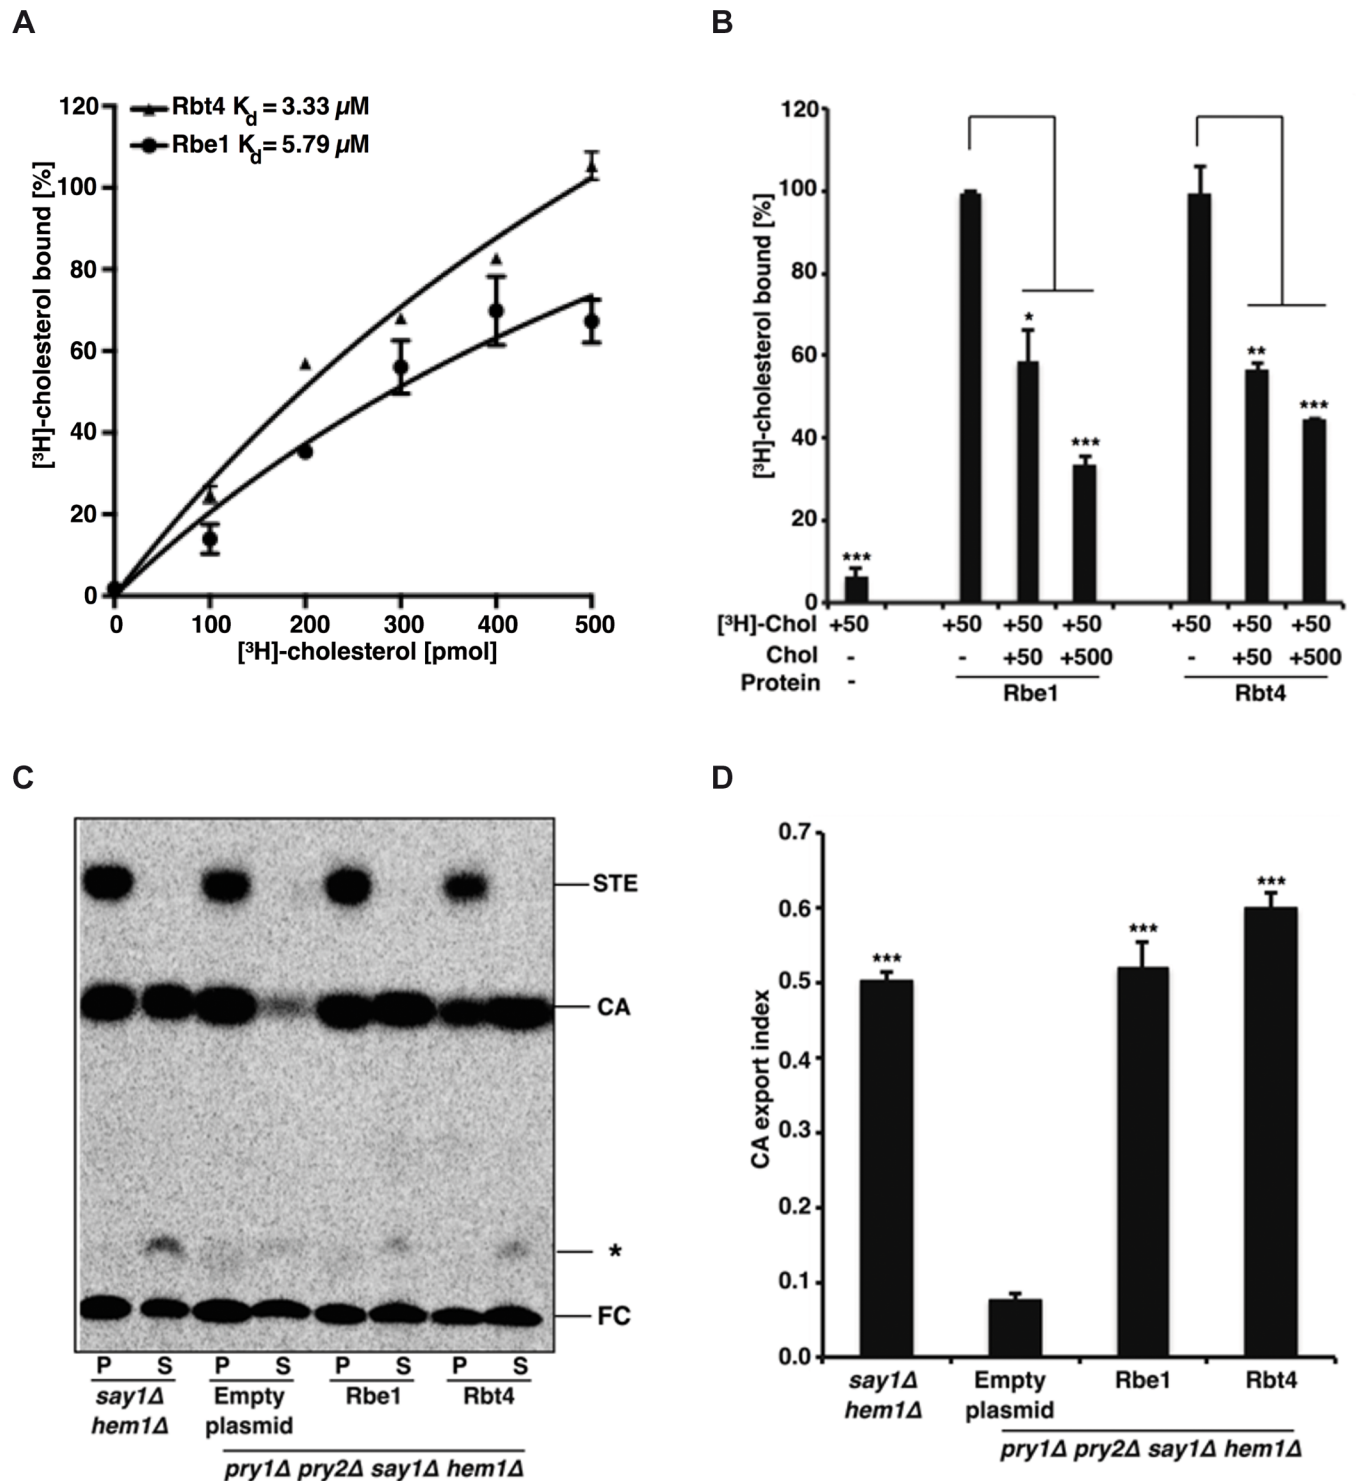 A
120
100
80
60
40
20
0
[³H]-cholesterol bound [%]
Rbt4 Kd = 3.33 µM
Rbe1 Kd= 5.79 µM
0 100 200 300 400 500
[³H]-cholesterol [pmol]
B
120
100
80
60
40
20
0
[³H]-cholesterol bound [%]
***
*
***
**
***
[³H]-Chol +50 +50 +50 +50 +50 +50 +50
Chol - - +50 +500 - +50 +500
Protein - Rbe1 Rbt4
C
STE
CA
*
FC
P S P S P S P S
say1Δ hem1Δ
Empty plasmid
Rbe1
Rbt4
pry1Δ pry2Δ say1Δ hem1Δ
D
0.7
0.6
0.5
0.4
0.3
0.2
0.1
0.0
CA export index
***
***
***
say1Δ hem1Δ
Empty plasmid
Rbe1
Rbt4
pry1Δ pry2Δ say1Δ hem1Δ